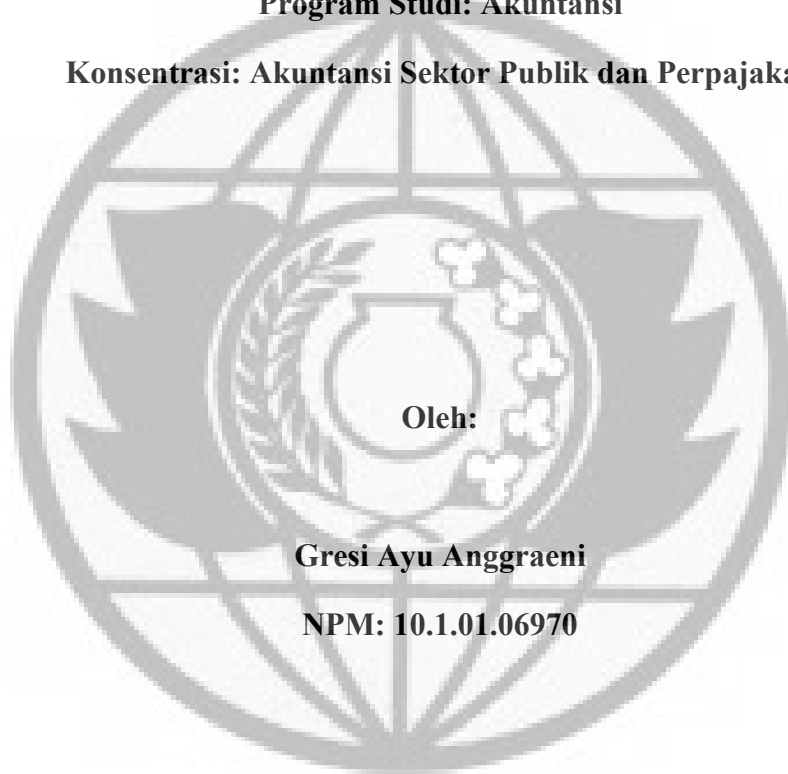 Program Studi: Akuntansi
Konsentrasi: Akuntansi Sektor Publik dan Perpajaka
Oleh:
Gresi Ayu Anggraeni
NPM: 10.1.01.06970